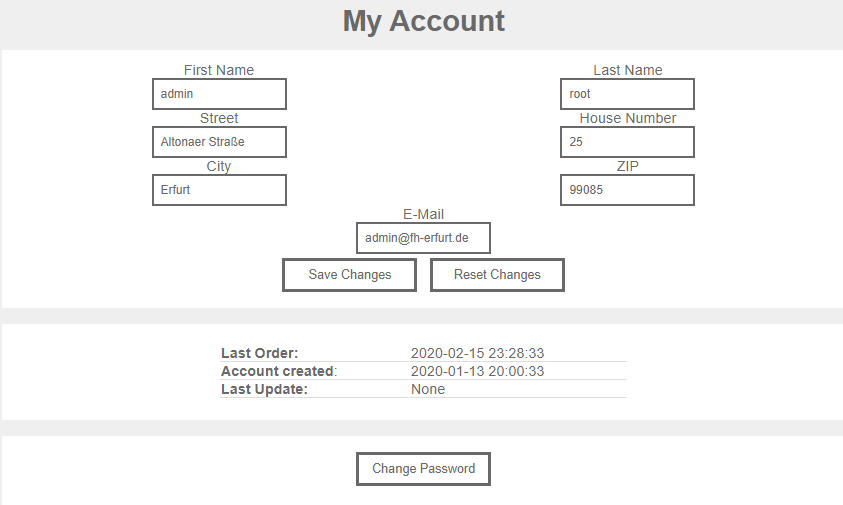 My Account
First Name Last Name
admin root
Street House Number
Altonaer Straße 25
City ZIP
Erfurt 99085
E-Mail
admin@fh-erfurt.de
Save Changes Reset Changes
Last Order: 2020-02-15 23:28:33
Account created: 2020-01-13 20:00:33
Last Update: None
Change Password